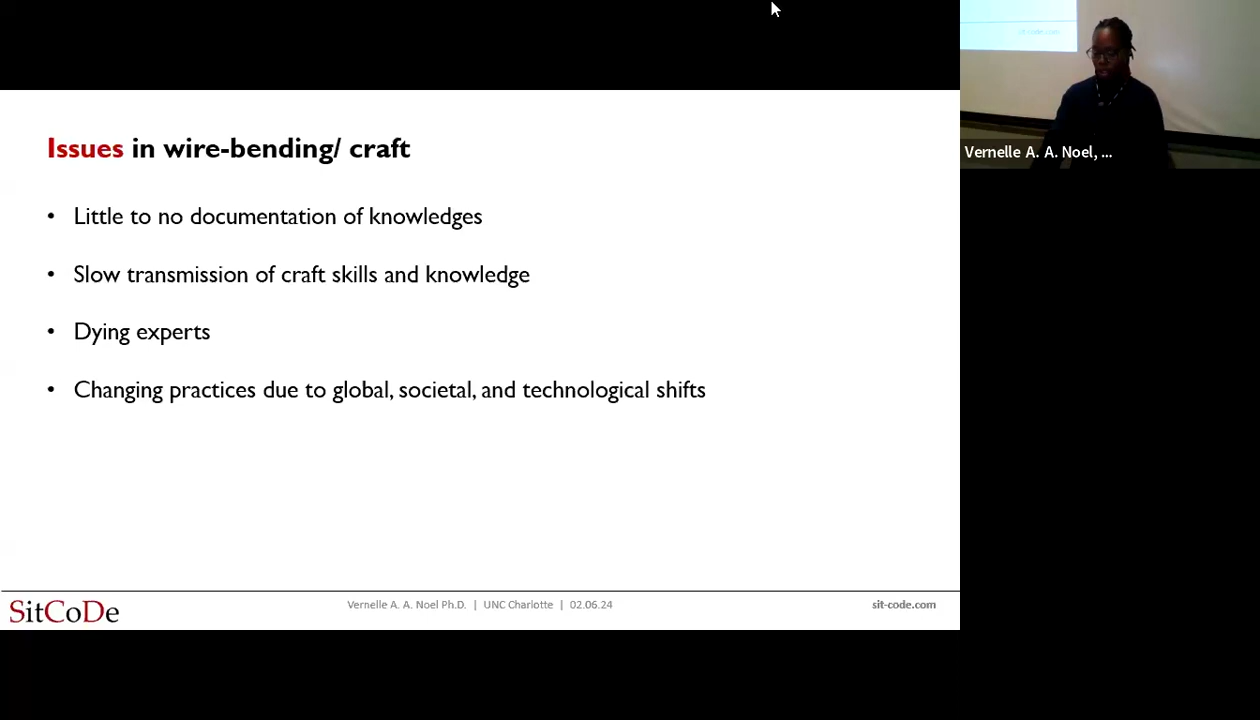 Issues in wire-bending/ craft
• Little to no documentation of knowledges
• Slow transmission of craft skills and knowledge
• Dying experts
• Changing practices due to global, societal, and technological shifts
SitCoDe
Vernelle A. A. Noel Ph.D. | UNC Charlotte | 02.06.24
sit-code.com
Vernelle A. A. Noel, ...